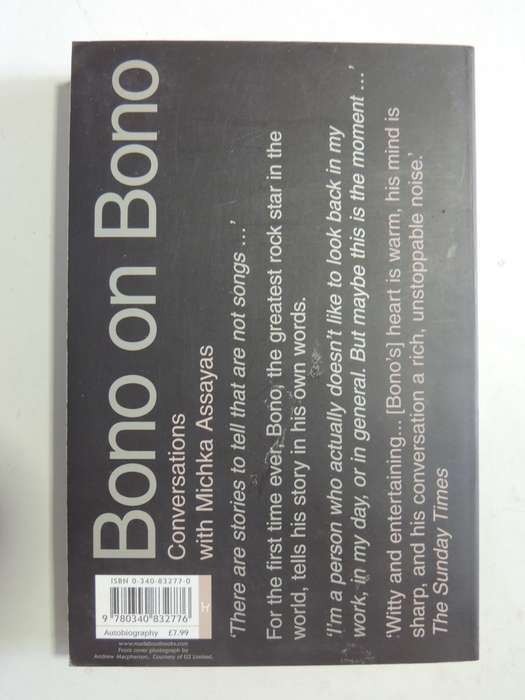 Bono on Bono
Conversations
with Michka Assayas
'There are stories to tell that are not songs ...'
For the first time ever, Bono, the greatest rock star in the
world, tells his story in his own words.
'I'm a person who actually doesn't like to look back in my
work, in my day, or in general. But maybe this is the moment ...'
'Witty and entertaining... [Bono's] heart is warm, his mind is
sharp, and his conversation a rich, unstoppable noise.'
The Sunday Times
ISBN 0-340-83277-0
9 780340 832776
Autobiography £7.99
www.madaboutbooks.com
Front cover photograph by
Andrew Macpherson. Courtesy of U2 Limited.